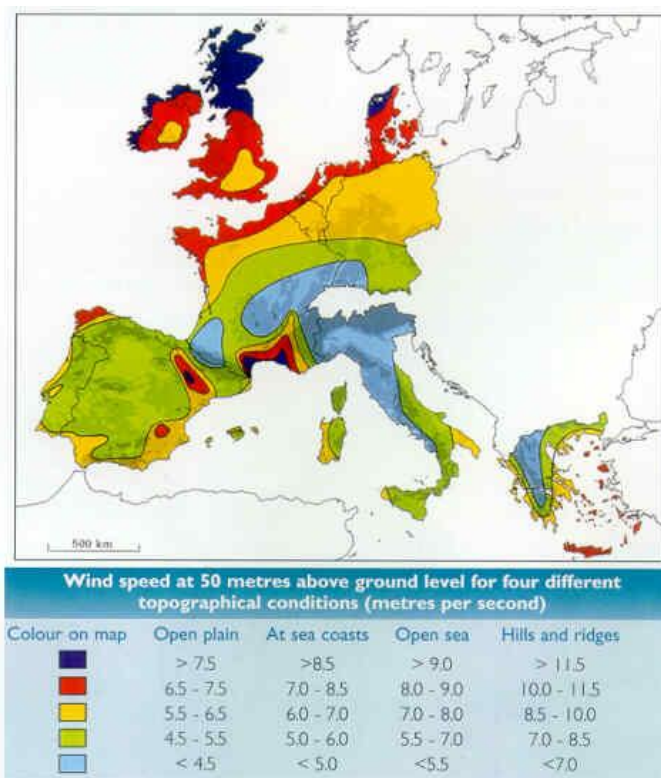 500 km
Wind speed at 50 metres above ground level for four different
topographical conditions (metres per second)
Colour on map Open plain At sea coasts Open sea Hills and ridges
> 7.5 >8.5 > 9.0 > 11.5
6.5 - 7.5 7.0 - 8.5 8.0 - 9.0 10.0 - 11.5
5.5 - 6.5 6.0 - 7.0 7.0 - 8.0 8.5 - 10.0
4.5 - 5.5 5.0 - 6.0 5.5 - 7.0 7.0 - 8.5
< 4.5 < 5.0 <5.5 <7.0